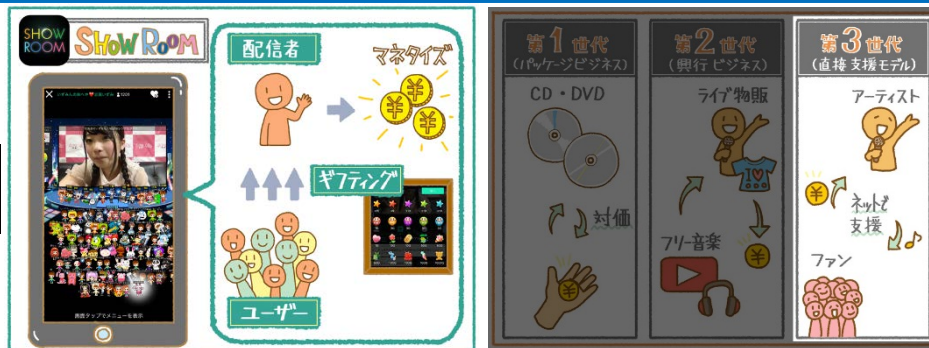 SHOW
ROOM
SHOWROOM
配信者
マネタイズ
ギフティング
ユーザー
画面タップでメニューを表示
第1世代
(パッケージビジネス)
CD・DVD
対価
第2世代
(興行ビジネス)
ライブ物販
フリー音楽
第3世代
(直接支援モデル)
アーティスト
ネットで
支援
ファン